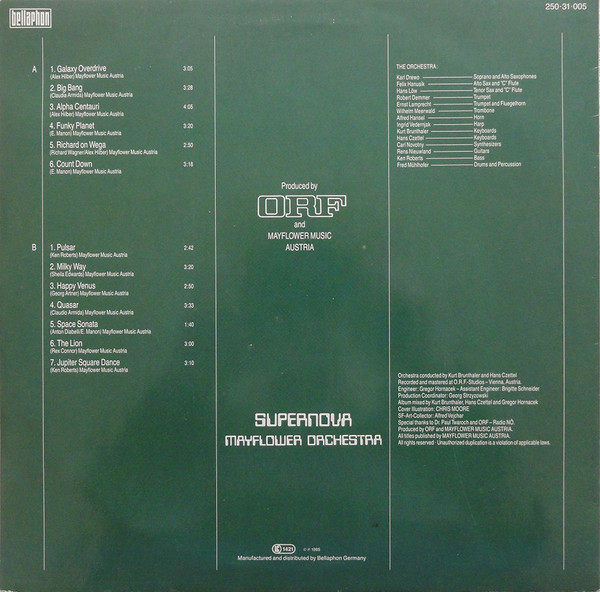 bellaphon
250·31·005
A
1. Galaxy Overdrive 3:05
(Alex Hilber) Mayflower Music Austria
2. Big Bang 3:28
(Claudia Armida) Mayflower Music Austria
3. Alpha Centauri 4:05
(Alex Hilber) Mayflower Music Austria
4. Funky Planet 3:20
(E. Manon) Mayflower Music Austria
5. Richard on Wega 2:50
(Richard Wagner/Alex Hilber) Mayflower Music Austria
6. Count Down 3:18
(E. Manon) Mayflower Music Austria
B
1. Pulsar 2:42
(Ken Roberts) Mayflower Music Austria
2. Milky Way 3:20
(Sheila Edwards) Mayflower Music Austria
3. Happy Venus 2:50
(Georg Artner) Mayflower Music Austria
4. Quasar 3:33
(Claudio Armida) Mayflower Music Austria
5. Space Sonata 1:40
(Anton Diabelli/E. Manon) Mayflower Music Austria
6. The Lion 3:00
(Rex Connor) Mayflower Music Austria
7. Jupiter Square Dance 3:10
(Ken Roberts) Mayflower Music Austria
Produced by
ORF
and
MAYFLOWER MUSIC
AUSTRIA
SUPERNOVA
MAYFLOWER ORCHESTRA
1421
℗ © 1983
Manufactured and distributed by Bellaphon Germany
THE ORCHESTRA:
Karl Drewo Soprano and Alto Saxophones
Felix Hanusik Alto Sax and "C" Flute
Hans Löw Tenor Sax and "C" Flute
Robert Demmer Trumpet
Ernst Lamprecht Trumpet and Fluegelhorn
Wilhelm Meerwald Trombone
Alfred Hansel Horn
Ingrid Vedernjak Harp
Kurt Brunthaler Keyboards
Hans Czettel Keyboards
Carl Novotny Synthesizers
Rens Nieuwland Guitars
Ken Roberts Bass
Fred Mühlhofer Drums and Percussion
Orchestra conducted by Kurt Brunthaler and Hans Czettel
Recorded and mastered at O.R.F.-Studios – Vienna, Austria.
Engineer: Gregor Hornacek – Assistant Engineer: Brigitte Schneider
Production Coordinator: Georg Strzyzowski
Album mixed by Kurt Brunthaler, Hans Czettel and Gregor Hornacek
Cover Illustration: CHRIS MOORE
SF-Art-Collector: Alfred Vejchar
Special thanks to Dr. Paul Twaroch and ORF – Radio NÖ.
Produced by ORF and MAYFLOWER MUSIC AUSTRIA.
All titles published by MAYFLOWER MUSIC AUSTRIA.
All rights reserved · Unauthorized duplication is a violation of applicable laws.